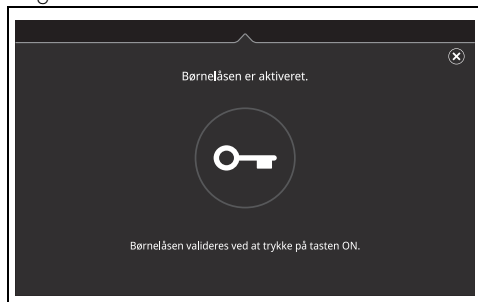 Børnelåsen er aktiveret.
Børnelåsen valideres ved at trykke på tasten ON.